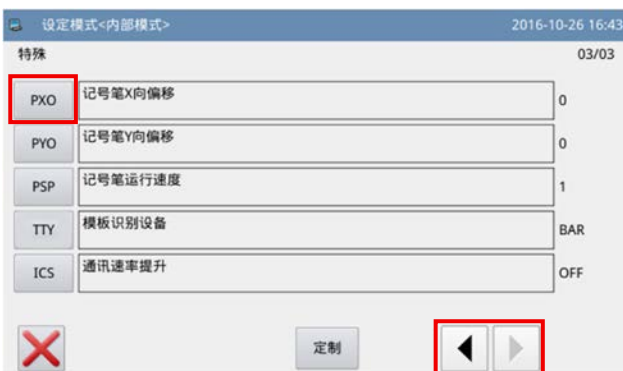 设定模式<内部模式> 2016-10-26 16:43
特殊 03/03
PXO 记号笔X向偏移 0
PYO 记号笔Y向偏移 0
PSP 记号笔运行速度 1
TTY 模板识别设备 BAR
ICS 通讯速率提升 OFF
定制